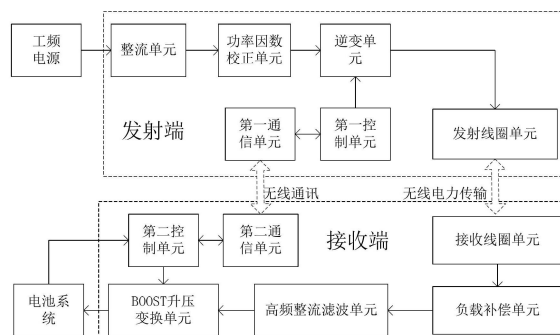 工频
电源
整流单元
功率因数
校正单元
逆变单
元
发射端
第一通
信单元
第一控
制单元
发射线圈单元
无线通讯
无线电力传输
第二控
制单元
第二通
信单元
接收端
接收线圈单元
电池系
统
BOOST升压
变换单元
高频整流滤波单元
负载补偿单元